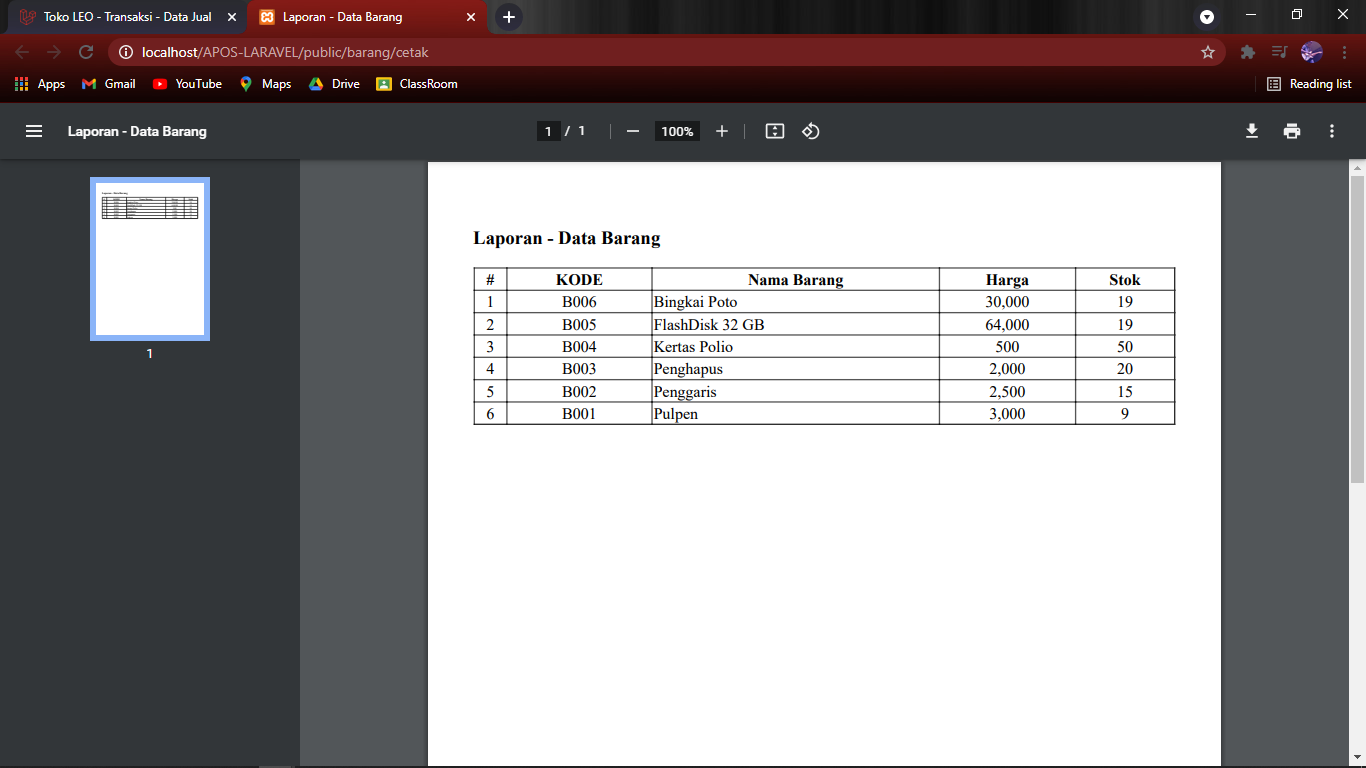 Toko LEO - Transaksi - Data Jual
Laporan - Data Barang
localhost/APOS-LARAVEL/public/barang/cetak
Apps Gmail YouTube Maps Drive ClassRoom Reading list
Laporan - Data Barang 1 / 1 100%
1
Laporan - Data Barang
# KODE Nama Barang Harga Stok
1 B006 Bingkai Poto 30,000 19
2 B005 FlashDisk 32 GB 64,000 19
3 B004 Kertas Polio 500 50
4 B003 Penghapus 2,000 20
5 B002 Penggaris 2,500 15
6 B001 Pulpen 3,000 9